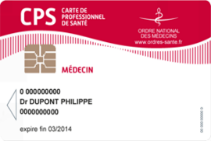 CPS CARTE DE
PROFESSIONNEL
DE SANTÉ
ORDRE NATIONAL
DES MÉDECINS
www.ordre-sante.fr
MÉDECIN
0 000000000
Dr DUPONT PHILIPPE
0000000000
expire fin 03/2014